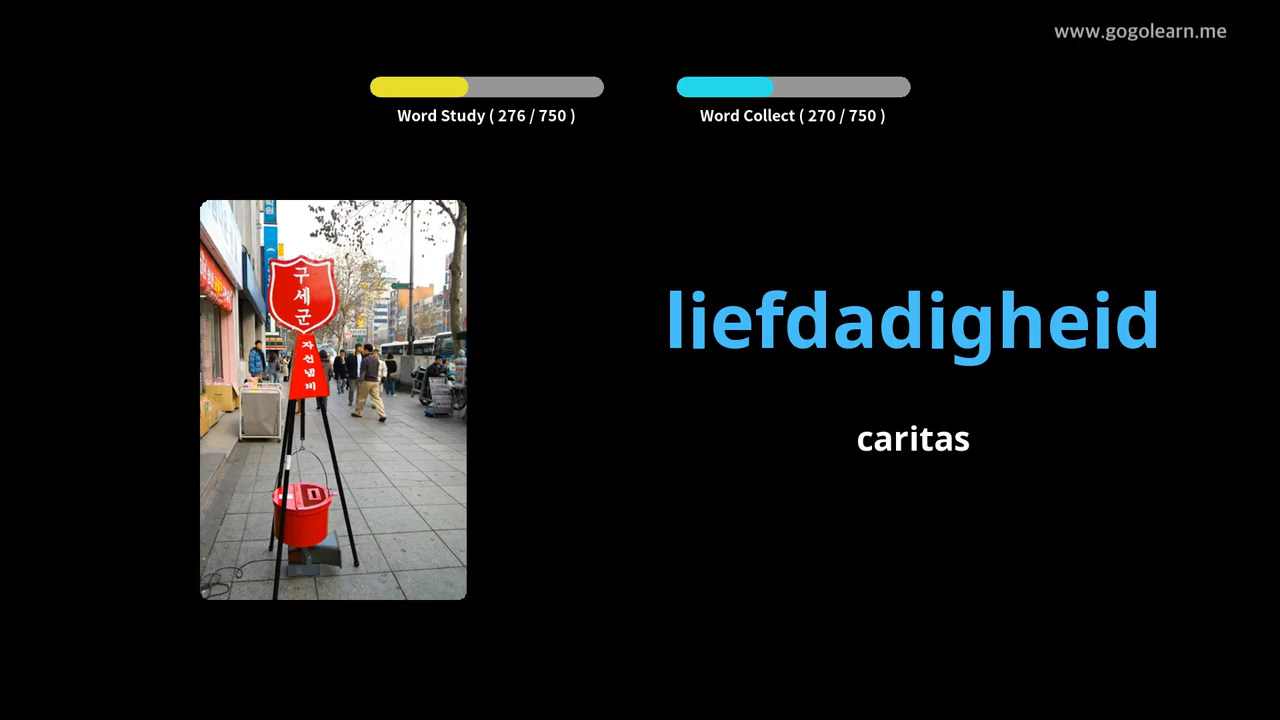 www.gogolearn.me
Word Study ( 276 / 750 )
Word Collect ( 270 / 750 )
구세군
자선냄비
liefdadigheid
caritas